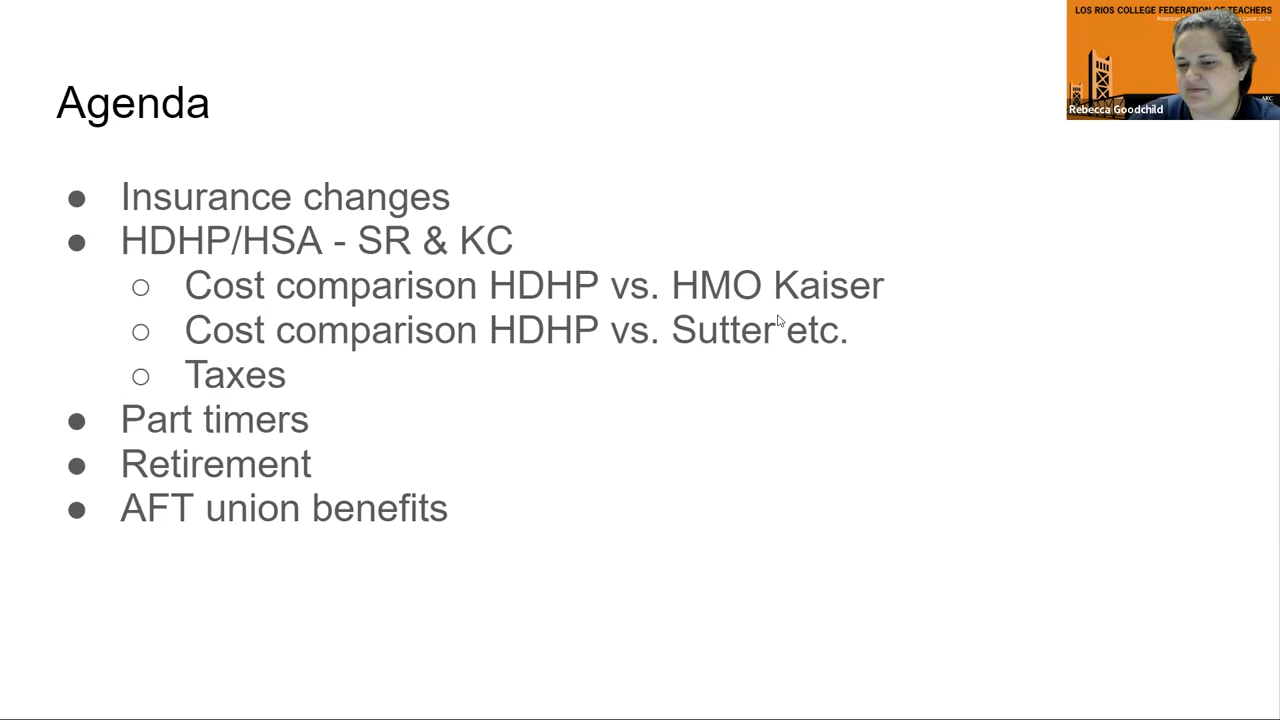 Agenda
● Insurance changes
● HDHP/HSA - SR & KC
○ Cost comparison HDHP vs. HMO Kaiser
○ Cost comparison HDHP vs. Sutter etc.
○ Taxes
● Part timers
● Retirement
● AFT union benefits
LOS RIOS COLLEGE FEDERATION OF TEACHERS
Local 2279
ARC
Rebecca Goodchild